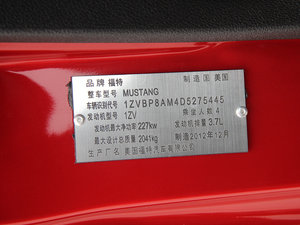 品牌 福特 制造国 美国
整车型号 MUSTANG
车辆识别代号 1ZVBP8AM4D5275445
发动机型号 1ZV 乘坐人数 4
发动机最大净功率 227kw 发动机排量 3.7L
最大设计总质量 2041kg 制造 2012年12月
生产厂名 美国福特汽车有限公司